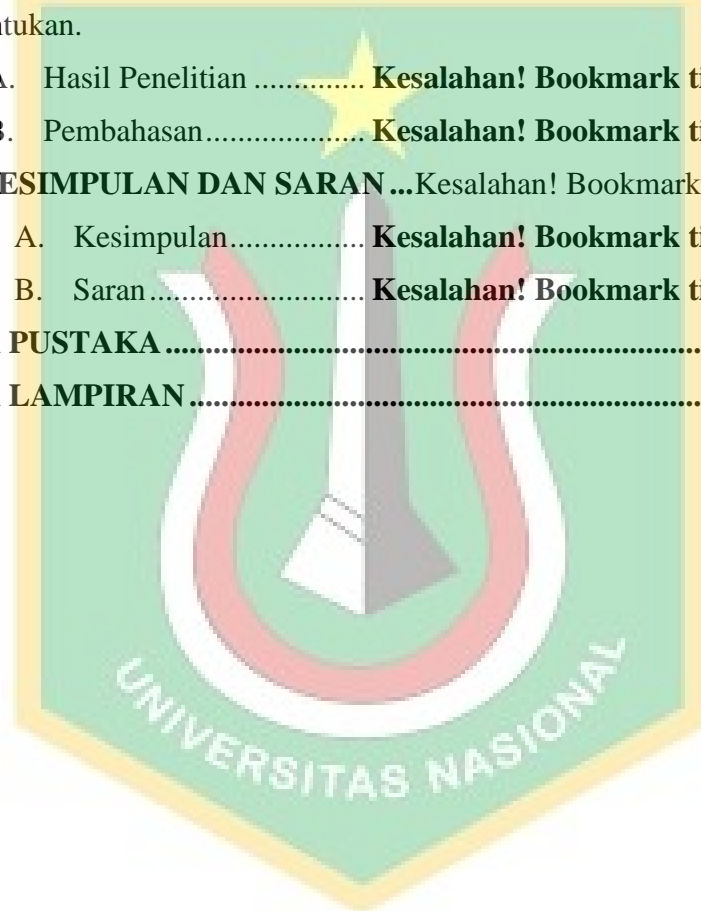 ntukan.
A. Hasil Penelitian .............. Kesalahan! Bookmark ti
B. Pembahasan................... Kesalahan! Bookmark ti
ESIMPULAN DAN SARAN ...Kesalahan! Bookmark
A. Kesimpulan................ Kesalahan! Bookmark ti
B. Saran ......................... Kesalahan! Bookmark ti
PUSTAKA ..............................................................
LAMPIRAN ...........................................................
UNIVERSITAS NASIONAL